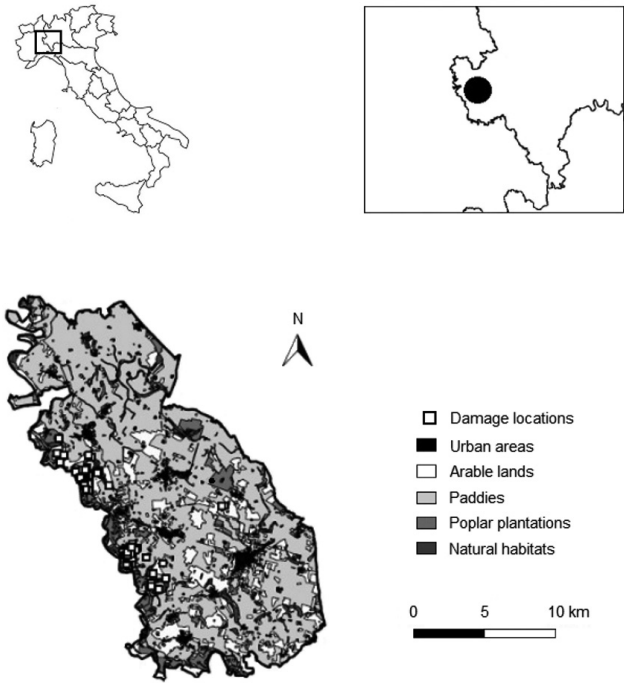 N
Damage locations
Urban areas
Arable lands
Paddies
Poplar plantations
Natural habitats
0 5 10 km